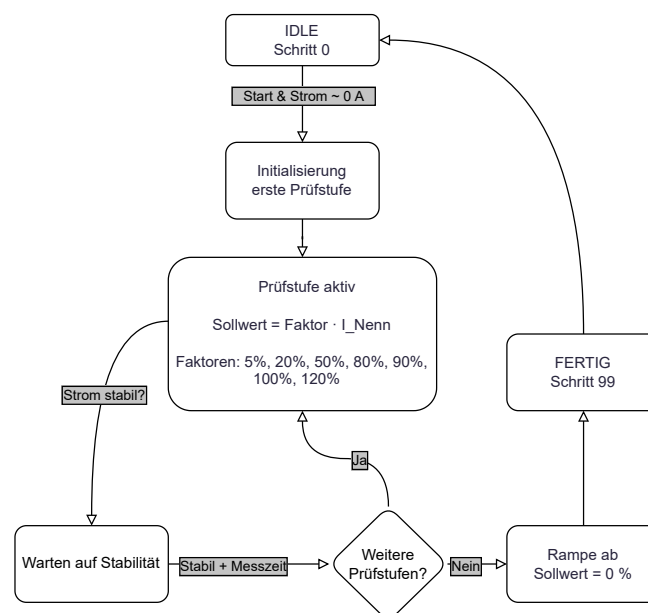 IDLE
Schritt 0
Start & Strom ~ 0 A
Initialisierung
erste Prüfstufe
Prüfstufe aktiv
Sollwert = Faktor · I_Nenn
Faktoren: 5%, 20%, 50%, 80%, 90%,
100%, 120%
FERTIG
Schritt 99
Strom stabil?
Ja
Warten auf Stabilität
Stabil + Messzeit
Weitere
Prüfstufen?
Nein
Rampe ab
Sollwert = 0 %